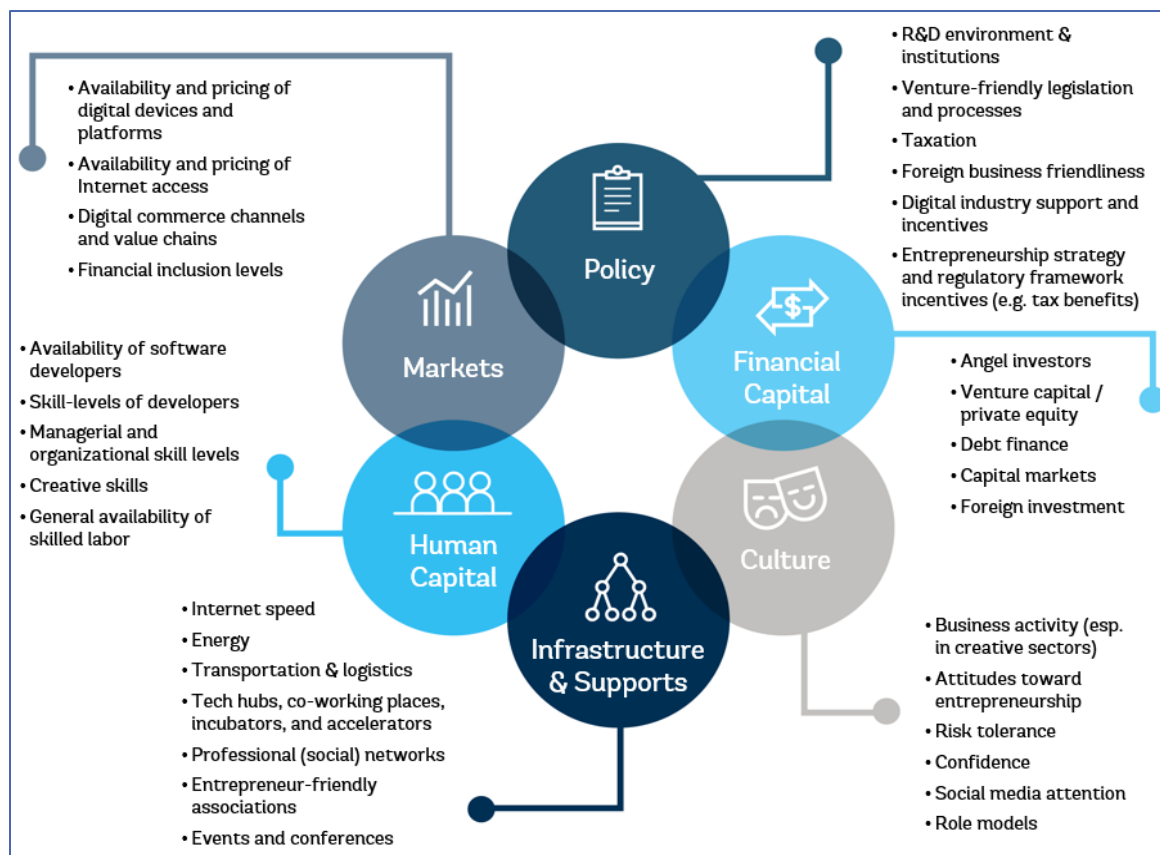 • Availability and pricing of
digital devices and
platforms
• Availability and pricing of
Internet access
• Digital commerce channels
and value chains
• Financial inclusion levels
• R&D environment &
institutions
• Venture-friendly legislation
and processes
• Taxation
• Foreign business friendliness
• Digital industry support and
incentives
• Entrepreneurship strategy
and regulatory framework
incentives (e.g. tax benefits)
Policy
Markets
$
Financial
Capital
• Availability of software
developers
• Skill-levels of developers
• Managerial and
organizational skill levels
• Creative skills
• General availability of
skilled labor
• Angel investors
• Venture capital /
private equity
• Debt finance
• Capital markets
• Foreign investment
Human
Capital
Culture
Infrastructure
& Supports
• Internet speed
• Energy
• Transportation & logistics
• Tech hubs, co-working places,
incubators, and accelerators
• Professional (social) networks
• Entrepreneur-friendly
associations
• Events and conferences
• Business activity (esp.
in creative sectors)
• Attitudes toward
entrepreneurship
• Risk tolerance
• Confidence
• Social media attention
• Role models